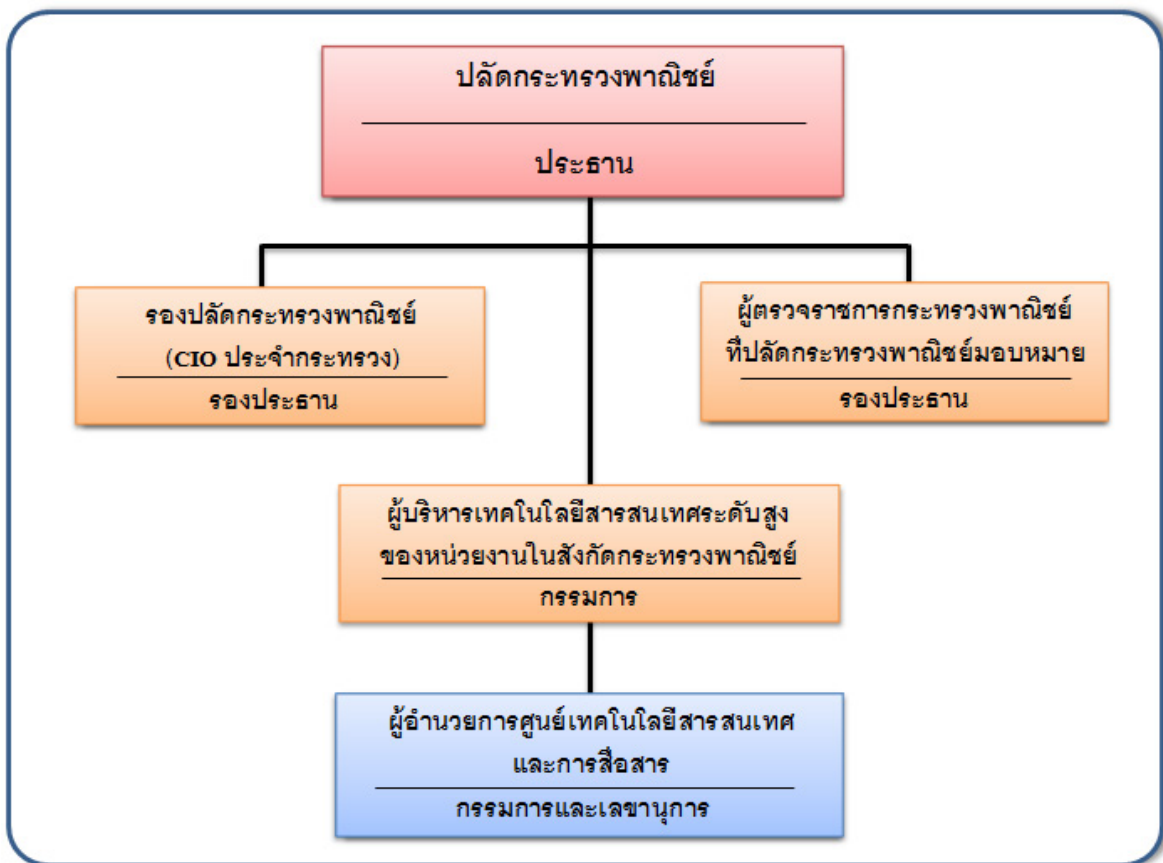 ปลัดกระทรวงพาณิชย์
ประธาน
รองปลัดกระทรวงพาณิชย์
(CIO ประจำกระทรวง)
รองประธาน
ผู้ตรวจราชการกระทรวงพาณิชย์
ที่ปลัดกระทรวงพาณิชย์มอบหมาย
รองประธาน
ผู้บริหารเทคโนโลยีสารสนเทศระดับสูง
ของหน่วยงานในสังกัดกระทรวงพาณิชย์
กรรมการ
ผู้อำนวยการศูนย์เทคโนโลยีสารสนเทศ
และการสื่อสาร
กรรมการและเลขานุการ